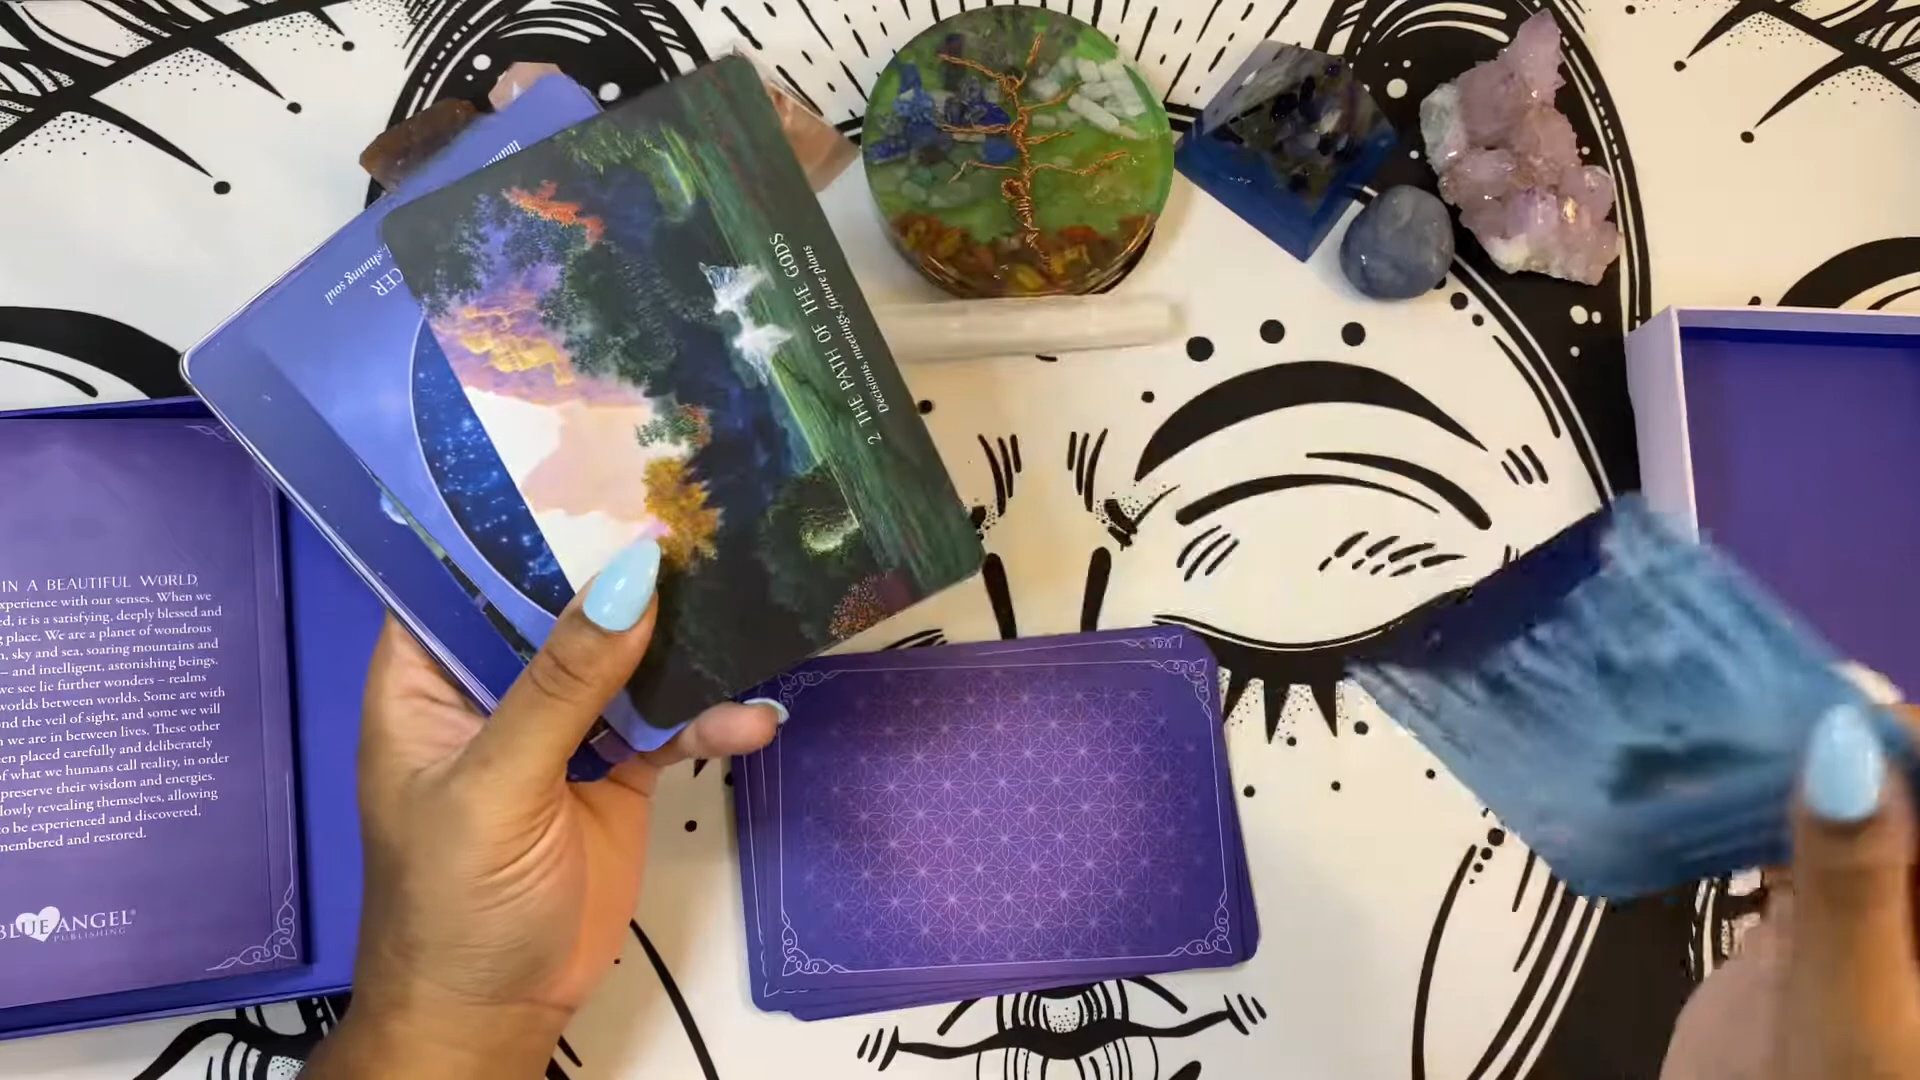 IN A BEAUTIFUL WORLD,
xperience with our senses. When we
ed, it is a satisfying, deeply blessed and
g place. We are a planet of wondrous
n, sky and sea, soaring mountains and
– and intelligent, astonishing beings.
we see lie further wonders – realms
worlds between worlds. Some are with
ond the veil of sight, and some we will
n we are in between lives. These other
en placed carefully and deliberately
of what we humans call reality, in order
preserve their wisdom and energies.
lowly revealing themselves, allowing
to be experienced and discovered,
membered and restored.
BLUE ANGEL®
PUBLISHING
CER
shining soul
2. THE PATH OF THE GODS
Decisions, meetings, future plans